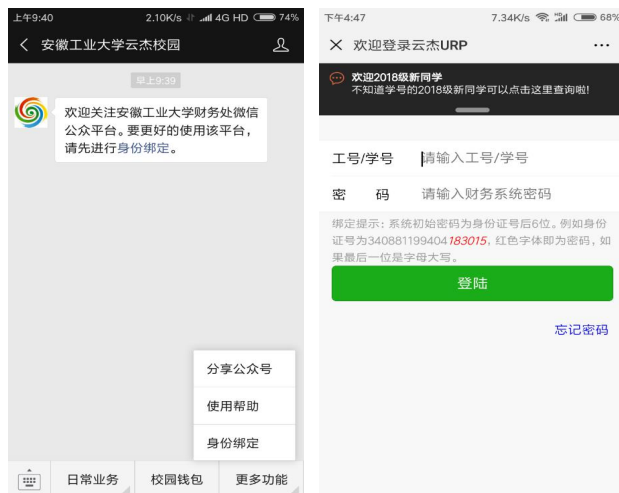 上午9:40
2.10K/s
4G HD
74%
安徽工业大学云杰校园
早上9:39
欢迎关注安徽工业大学财务处微信
公众平台。要更好的使用该平台，
请先进行身份绑定。
分享公众号
使用帮助
身份绑定
日常业务
校园钱包
更多功能
下午4:47
7.34K/s
68%
欢迎登录云杰URP
欢迎2018级新同学
不知道学号的2018级新同学可以点击这里查询啦!
工号/学号
请输入工号/学号
密 码
请输入财务系统密码
绑定提示: 系统初始密码为身份证号后6位。例如身份
证号为340881199404183015, 红色字体即为密码, 如
果最后一位是字母大写。
登陆
忘记密码